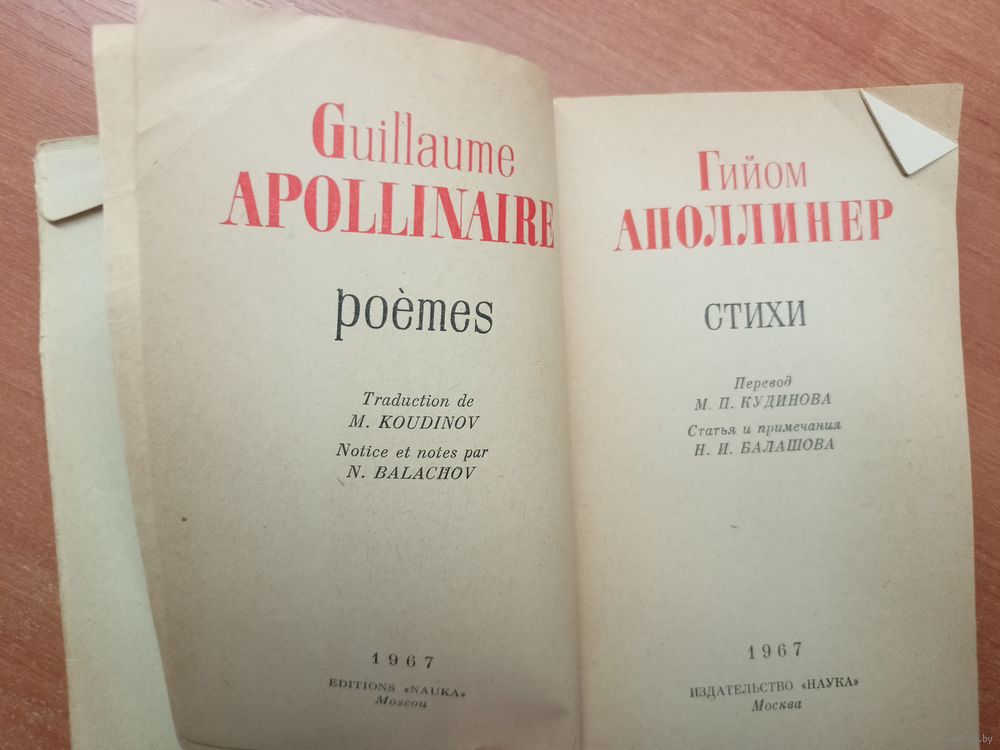 Guillaume
APOLLINAIRE
poèmes
Traduction de
M. KOUDINOV
Notice et notes par
N. BALACHOV
1967
EDITIONS «NAUKA»
Moscou
Гийом
АПОЛЛИНЕР
СТИХИ
Перевод
М. П. КУДИНОВА
Статья и примечания
Н. И. БАЛАШОВА
1967
ИЗДАТЕЛЬСТВО «НАУКА»
Москва